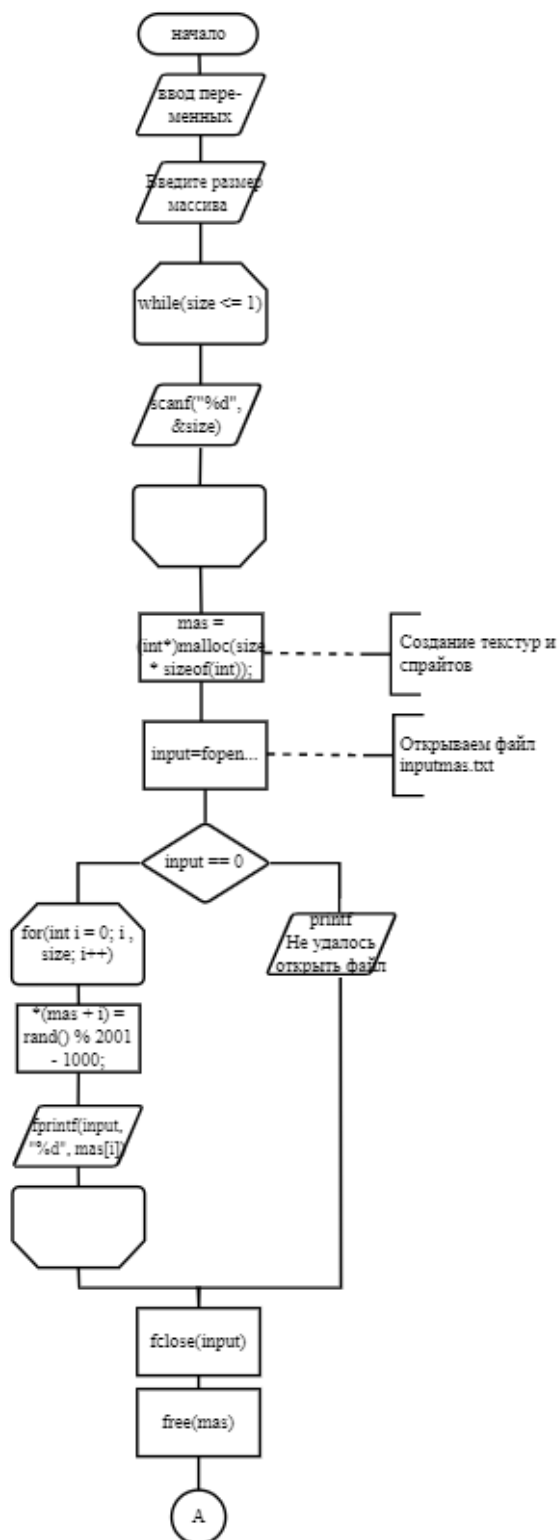 начало
ввод пере-
менных
Введите размер
массива
while(size <= 1)
scanf("%d",
&size)
mas =
(int*)malloc(size
* sizeof(int));
Создание текстур и
спрайтов
input=fopen...
Открываем файл
inputmas.txt
input == 0
for(int i = 0; i ,
size; i++)
printf
Не удалось
открыть файл
*(mas + i) =
rand() % 2001
- 1000;
fprintf(input,
"%d", mas[i])
fclose(input)
free(mas)
A